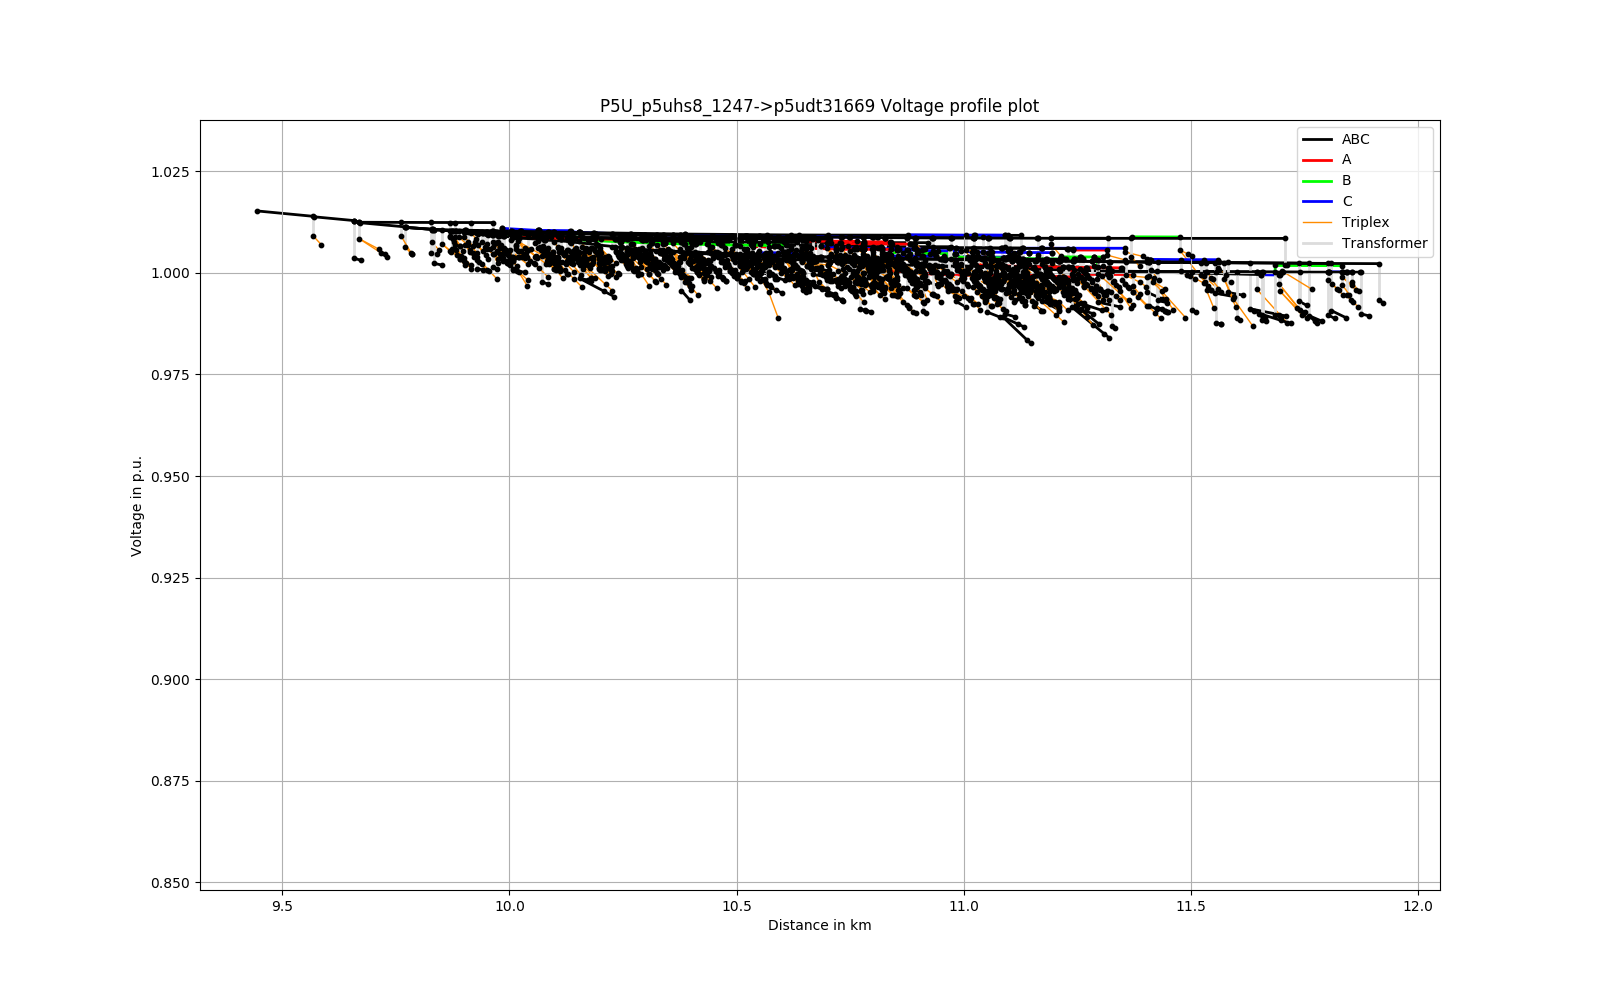 P5U_p5uhs8_1247->p5udt31669 Voltage profile plot
ABC
A
B
C
Triplex
Transformer
1.025
1.000
0.975
0.950
0.925
0.900
0.875
0.850
Voltage in p.u.
9.5 10.0 10.5 11.0 11.5 12.0
Distance in km